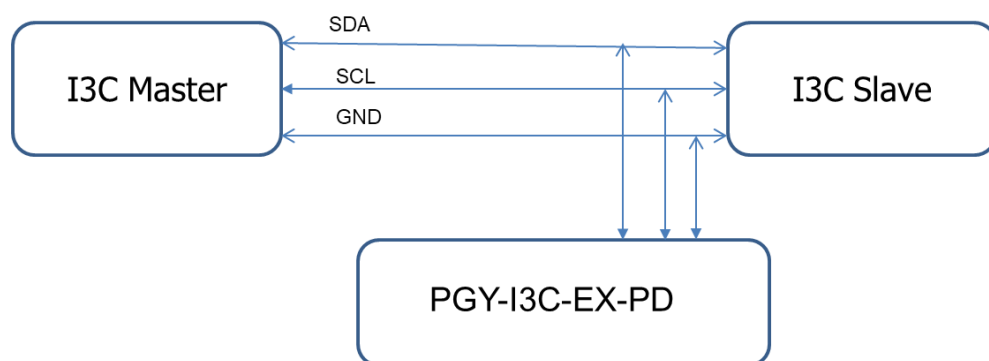 SDA
I3C Master
SCL
I3C Slave
GND
PGY-I3C-EX-PD